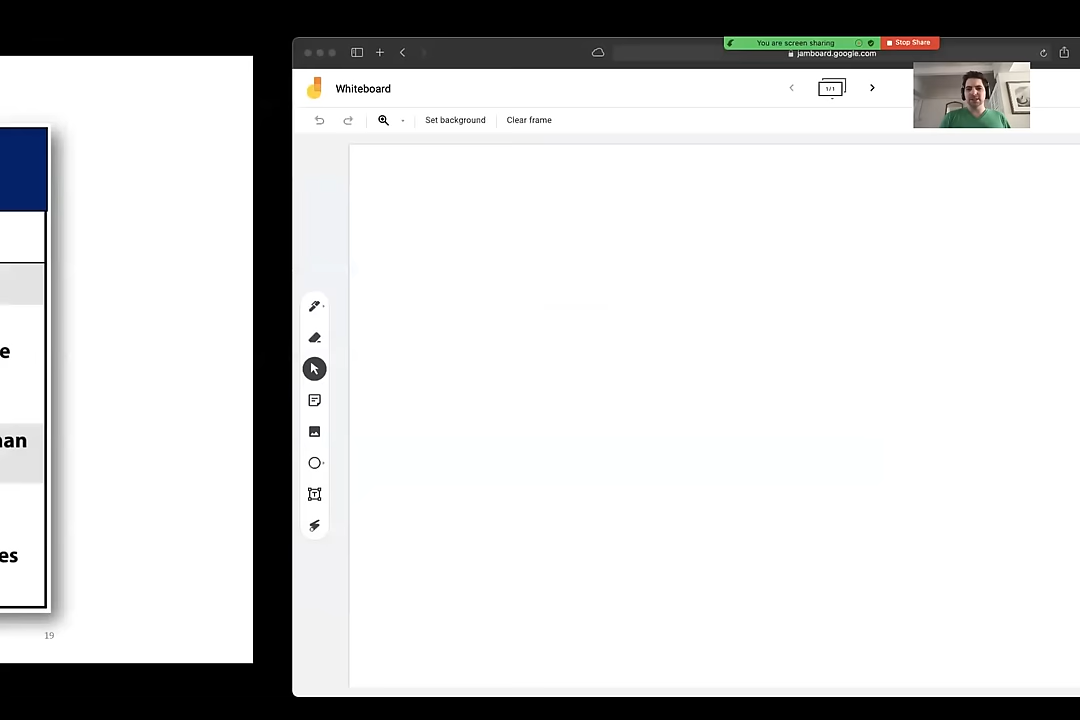 e
nan
es
19
You are screen sharing
Stop Share
jamboard.google.com
Whiteboard
1/1
Set background
Clear frame